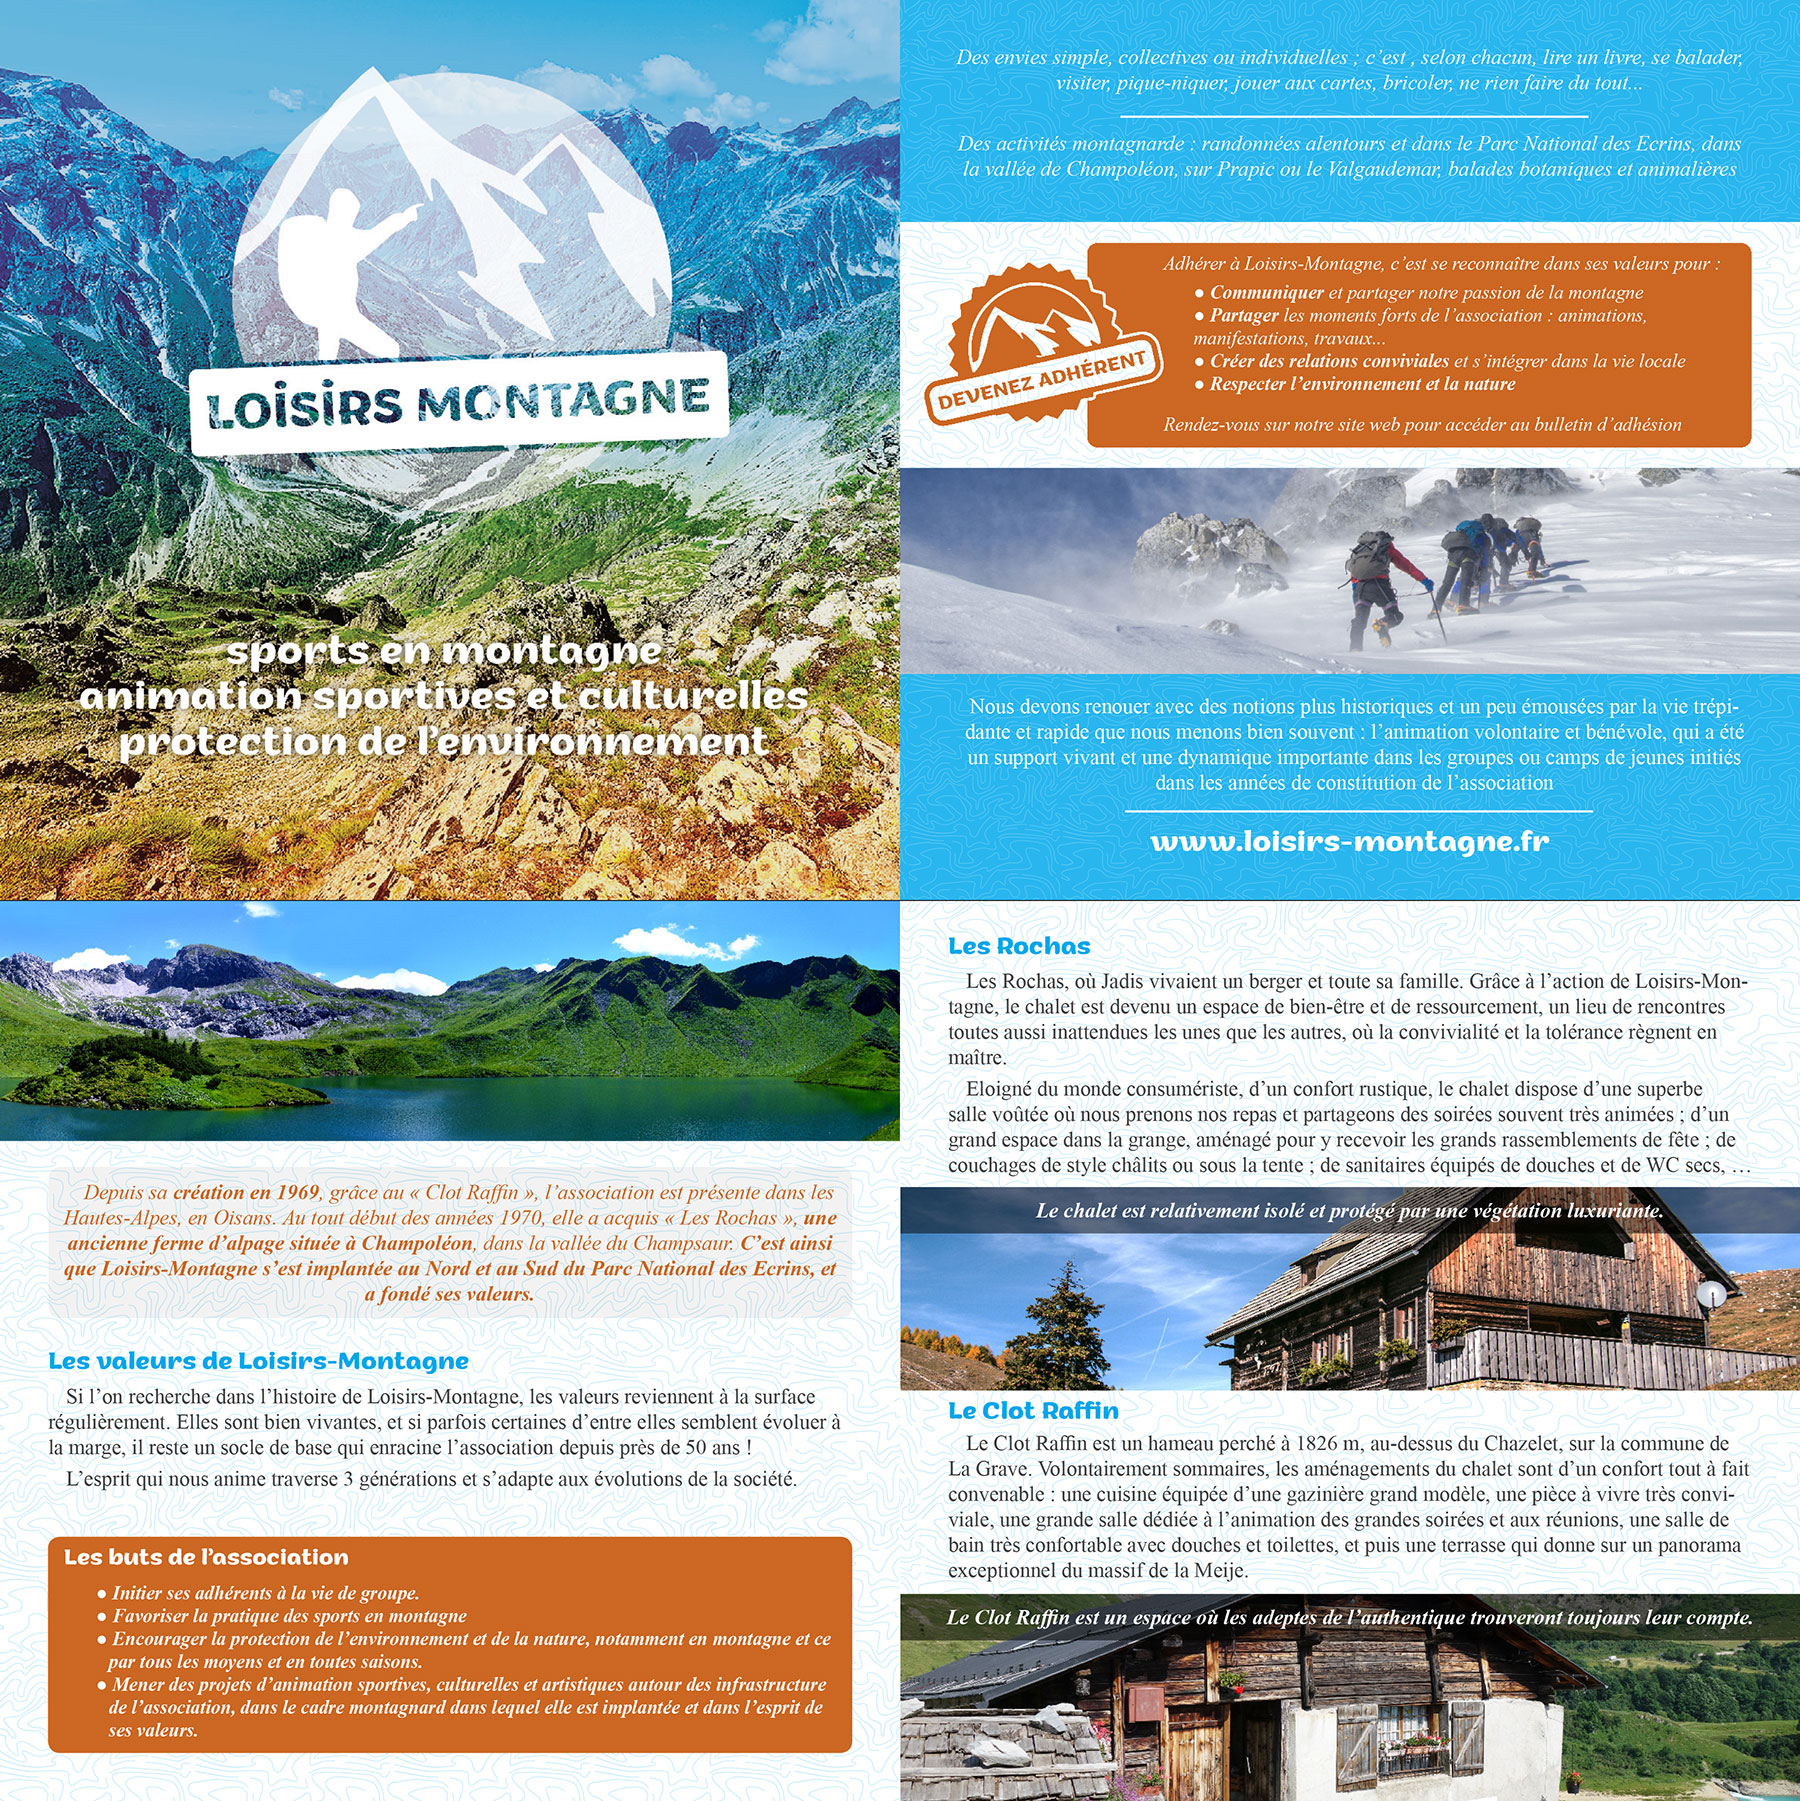 LOISIRS MONTAGNE
sports en montagne
animation sportives et culturelles
protection de l'environnement
Des envies simple, collectives ou individuelles ; c'est , selon chacun, lire un livre, se balader,
visiter, pique-niquer, jouer aux cartes, bricoler, ne rien faire du tout...
Des activités montagnarde : randonnées alentours et dans le Parc National des Ecrins, dans
la vallée de Champoléon, sur Prapic ou le Valgaudemar, balades botaniques et animalières
DEVENEZ ADHÉRENT
Adhérer à Loisirs-Montagne, c'est se reconnaître dans ses valeurs pour :
● Communiquer et partager notre passion de la montagne
● Partager les moments forts de l'association : animations,
manifestations, travaux...
● Créer des relations conviviales et s'intégrer dans la vie locale
● Respecter l'environnement et la nature
Rendez-vous sur notre site web pour accéder au bulletin d'adhésion
Nous devons renouer avec des notions plus historiques et un peu émousées par la vie trépi-
dante et rapide que nous menons bien souvent : l'animation volontaire et bénévole, qui a été
un support vivant et une dynamique importante dans les groupes ou camps de jeunes initiés
dans les années de constitution de l'association
www.loisirs-montagne.fr
Depuis sa création en 1969, grâce au « Clot Raffin », l'association est présente dans les
Hautes-Alpes, en Oisans. Au tout début des années 1970, elle a acquis « Les Rochas », une
ancienne ferme d'alpage située à Champoléon, dans la vallée du Champsaur. C'est ainsi
que Loisirs-Montagne s'est implantée au Nord et au Sud du Parc National des Ecrins, et
a fondé ses valeurs.
Les valeurs de Loisirs-Montagne
Si l'on recherche dans l'histoire de Loisirs-Montagne, les valeurs reviennent à la surface
régulièrement. Elles sont bien vivantes, et si parfois certaines d'entre elles semblent évoluer à
la marge, il reste un socle de base qui enracine l'association depuis près de 50 ans !
L'esprit qui nous anime traverse 3 générations et s'adapte aux évolutions de la société.
Les buts de l'association
● Initier ses adhérents à la vie de groupe.
● Favoriser la pratique des sports en montagne
● Encourager la protection de l'environnement et de la nature, notamment en montagne et ce
par tous les moyens et en toutes saisons.
● Mener des projets d'animation sportives, culturelles et artistiques autour des infrastructure
de l'association, dans le cadre montagnard dans lequel elle est implantée et dans l'esprit de
ses valeurs.
Les Rochas
Les Rochas, où Jadis vivaient un berger et toute sa famille. Grâce à l'action de Loisirs-Mon-
tagne, le chalet est devenu un espace de bien-être et de ressourcement, un lieu de rencontres
toutes aussi inattendues les unes que les autres, où la convivialité et la tolérance règnent en
maître.
Eloigné du monde consumériste, d'un confort rustique, le chalet dispose d'une superbe
salle voûtée où nous prenons nos repas et partageons des soirées souvent très animées ; d'un
grand espace dans la grange, aménagé pour y recevoir les grands rassemblements de fête ; de
couchages de style châlits ou sous la tente ; de sanitaires équipés de douches et de WC secs, …
Le chalet est relativement isolé et protégé par une végétation luxuriante.
Le Clot Raffin
Le Clot Raffin est un hameau perché à 1826 m, au-dessus du Chazelet, sur la commune de
La Grave. Volontairement sommaires, les aménagements du chalet sont d'un confort tout à fait
convenable : une cuisine équipée d'une gazinière grand modèle, une pièce à vivre très convi-
viale, une grande salle dédiée à l'animation des grandes soirées et aux réunions, une salle de
bain très confortable avec douches et toilettes, et puis une terrasse qui donne sur un panorama
exceptionnel du massif de la Meije.
Le Clot Raffin est un espace où les adeptes de l'authentique trouveront toujours leur compte.